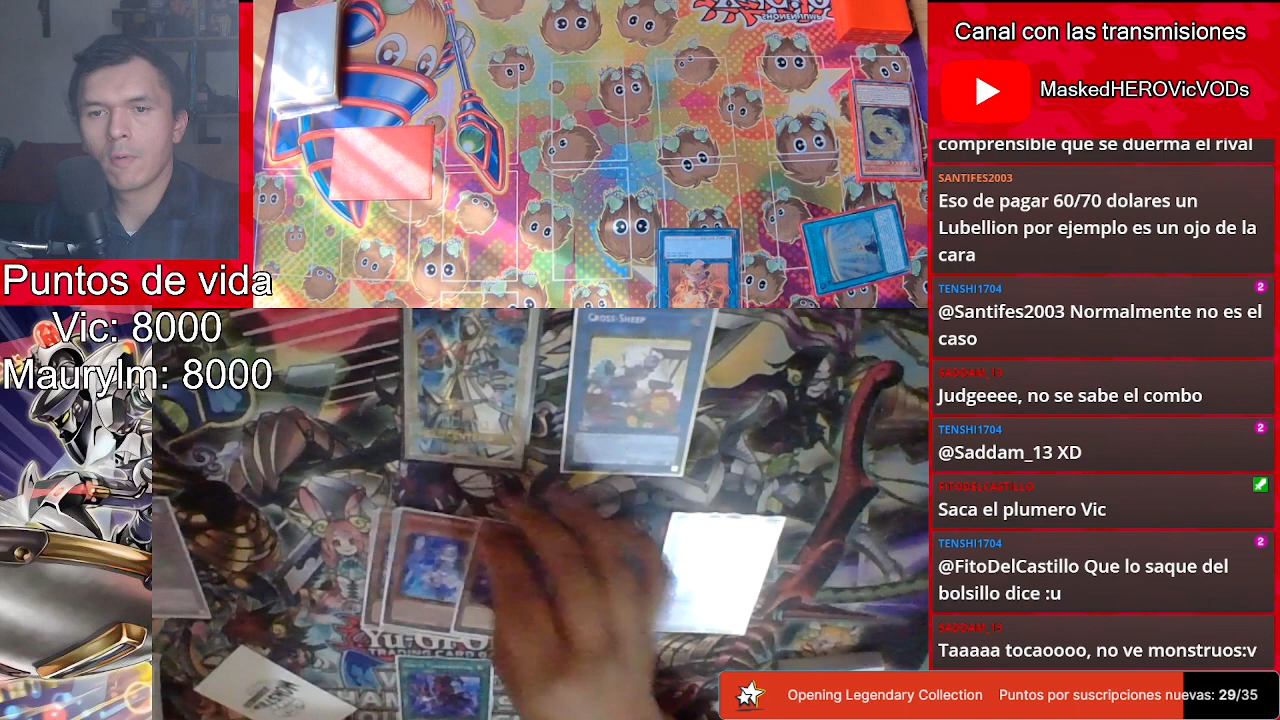 Canal con las transmisiones
MaskedHEROVicVODs
comprensible que se duerma el rival
SANTIFES2003
Eso de pagar 60/70 dolares un
Lubellion por ejemplo es un ojo de la
cara
TENSHI1704
2
@Santifes2003 Normalmente no es el
caso
SADDAM_13
Judgeeee, no se sabe el combo
TENSHI1704
2
@Saddam_13 XD
FITODELCASTILLO
Saca el plumero Vic
TENSHI1704
2
@FitoDelCastillo Que lo saque del
bolsillo dice :u
SADDAM_13
Taaaaa tocaoooo, no ve monstruos:v
Opening Legendary Collection Puntos por suscripciones nuevas: 29/35
Puntos de vida
Vic: 8000
Maurylm: 8000
Cross-Sheep